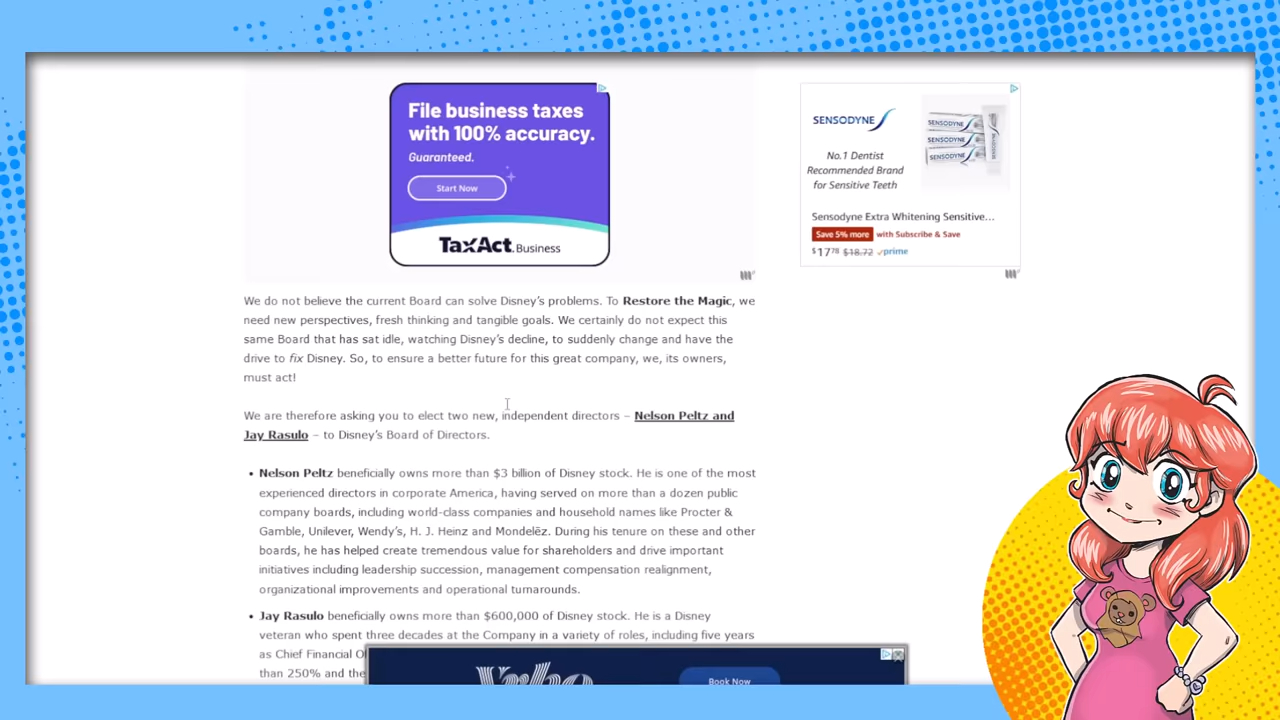 File business taxes
with 100% accuracy.
Guaranteed.
Start Now
TaxAct. Business
SENSODYNE
No.1 Dentist
Recommended Brand
for Sensitive Teeth
Sensodyne Extra Whitening Sensitive...
Save 5% more with Subscribe & Save
$17.78 $18.72 prime
We do not believe the current Board can solve Disney's problems. To Restore the Magic, we
need new perspectives, fresh thinking and tangible goals. We certainly do not expect this
same Board that has sat idle, watching Disney's decline, to suddenly change and have the
drive to fix Disney. So, to ensure a better future for this great company, we, its owners,
must act!
We are therefore asking you to elect two new, independent directors – Nelson Peltz and
Jay Rasulo – to Disney's Board of Directors.
• Nelson Peltz beneficially owns more than $3 billion of Disney stock. He is one of the most
experienced directors in corporate America, having served on more than a dozen public
company boards, including world-class companies and household names like Procter &
Gamble, Unilever, Wendy's, H. J. Heinz and Mondelēz. During his tenure on these and other
boards, he has helped create tremendous value for shareholders and drive important
initiatives including leadership succession, management compensation realignment,
organizational improvements and operational turnarounds.
• Jay Rasulo beneficially owns more than $600,000 of Disney stock. He is a Disney
veteran who spent three decades at the Company in a variety of roles, including five years
as Chief Financial
than 250% and the
Vrbo
Book Now